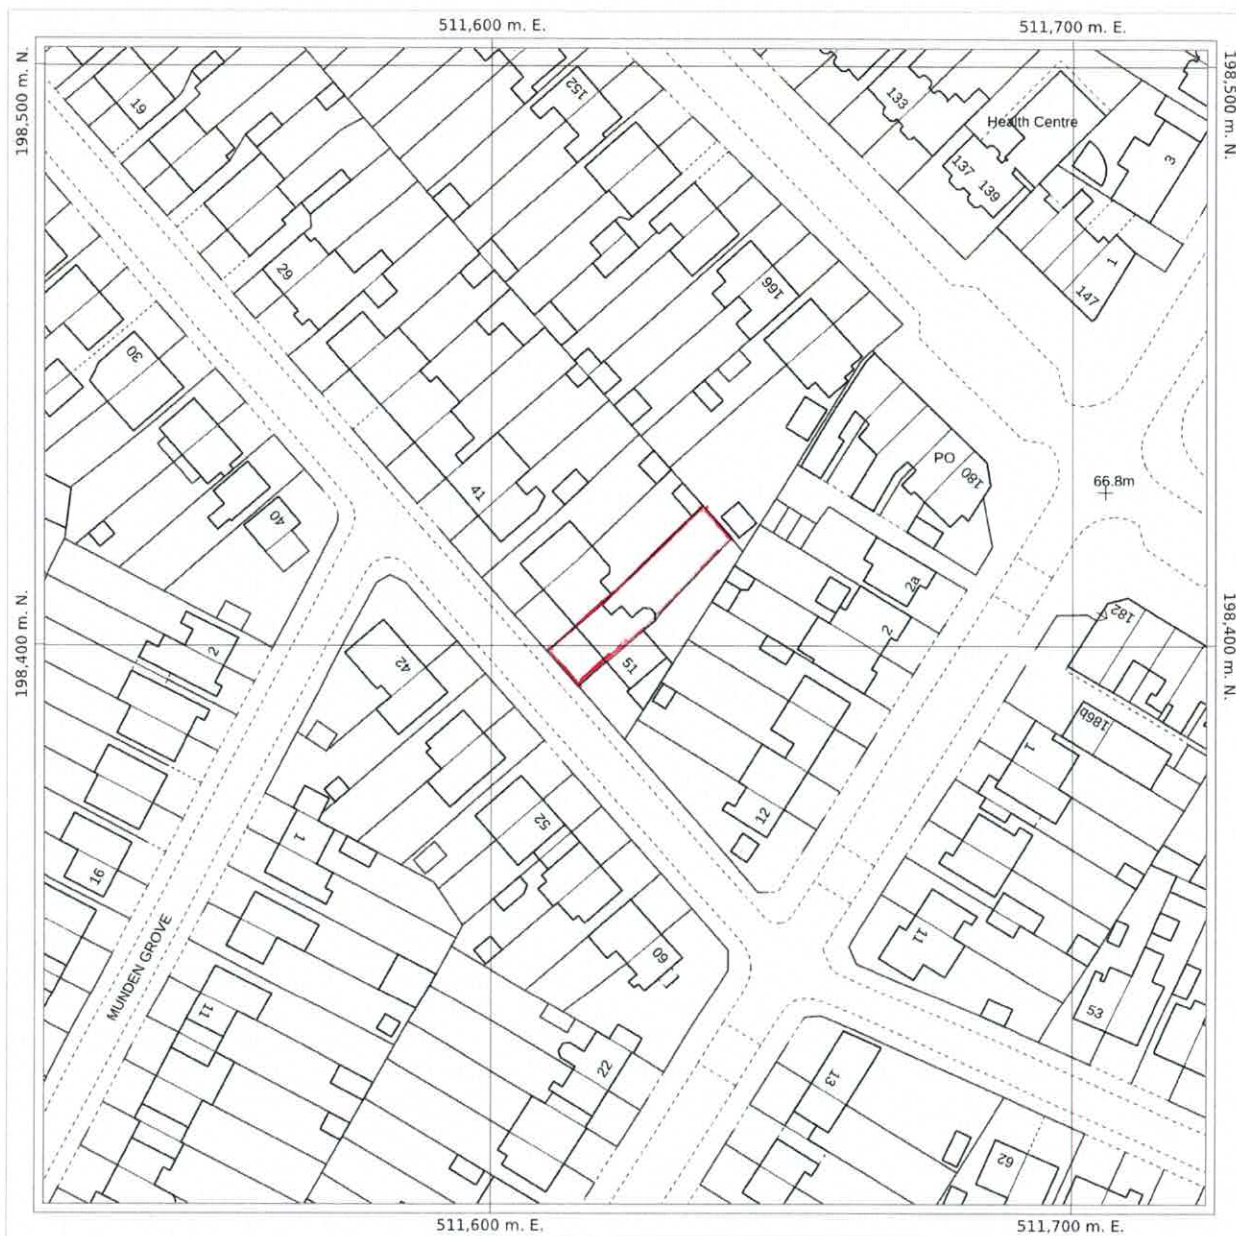 511,600 m. E.
511,700 m. E.
198,500 m. N.
198,500 m. N.
19
152
133
Health Centre
137
139
3
29
166
1
147
30
PO
180
66.8m
41
40
2a
198,400 m. N.
198,400 m. N.
182
2
42
2
51
186b
1
12
52
1
16
60
11
MUNDEN GROVE
11
53
22
13
62
511,600 m. E.
511,700 m. E.